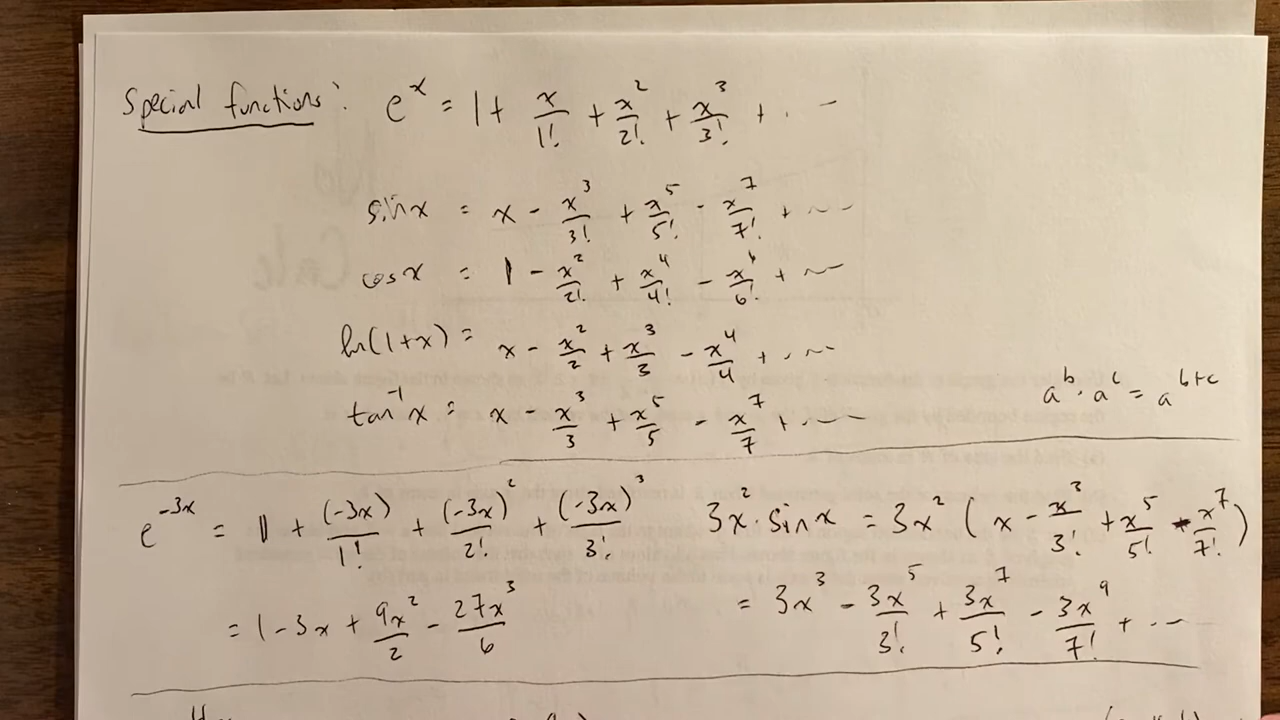 Special functions: e^x = 1 + x/1! + x^2/2! + x^3/3! + ...
sin x = x - x^3/3! + x^5/5! - x^7/7! + ...
cos x = 1 - x^2/2! + x^4/4! - x^6/6! + ...
ln(1+x) = x - x^2/2 + x^3/3 - x^4/4 + ...
tan^-1 x = x - x^3/3 + x^5/5 - x^7/7 + ...
a^b · a^c = a^(b+c)
e^-3x = 1 + (-3x)/1! + (-3x)^2/2! + (-3x)^3/3!
= 1 - 3x + 9x^2/2 - 27x^3/6
3x^2 · sin x = 3x^2 (x - x^3/3! + x^5/5! - x^7/7!)
= 3x^3 - 3x^5/3! + 3x^7/5! - 3x^9/7! + ...